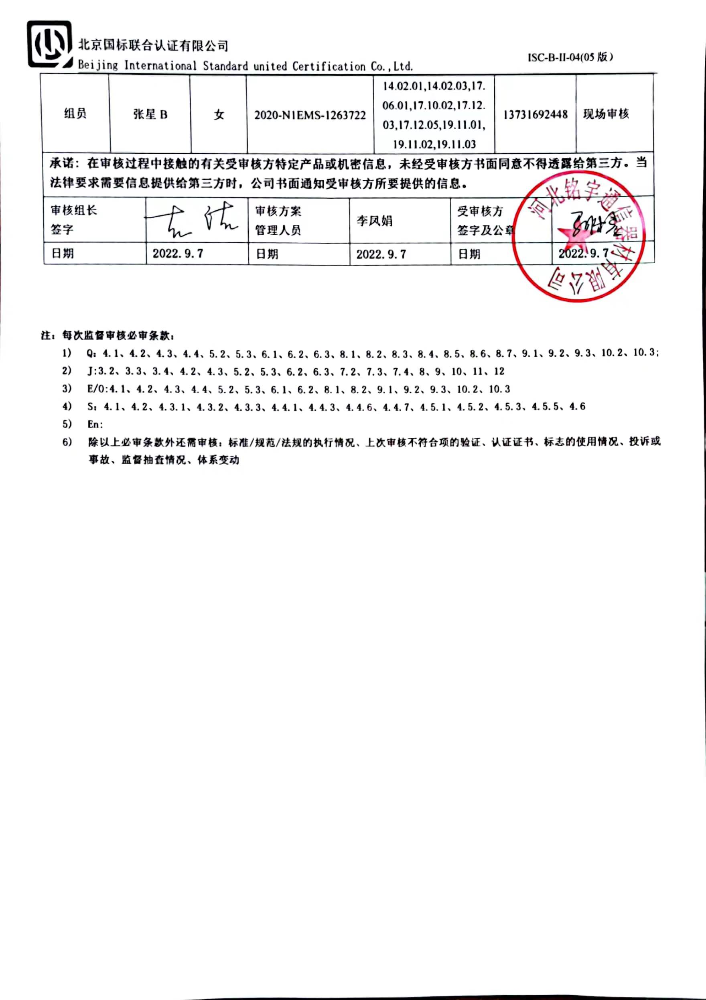 北京国标联合认证有限公司
Beijing International Standard united Certification Co.,Ltd.
ISC-B-II-04(05 版)
组员
张星 B
女
2020-N1EMS-1263722
14.02.01,14.02.03,17.
06.01,17.10.02,17.12.
03,17.12.05,19.11.01,
19.11.02,19.11.03
13731692448
现场审核
承诺：在审核过程中接触的有关受审核方特定产品或机密信息，未经受审核方书面同意不得透露给第三方。当
法律要求需要信息提供给第三方时，公司书面通知受审核方所要提供的信息。
审核组长
签字
审核方案
管理人员
李凤娟
受审核方
签字及公章
河北铭宇通信器材有限公司
日期
2022.9.7
日期
2022.9.7
日期
2022.9.7
注：每次监督审核必审条款：
1) Q：4.1、4.2、4.3、4.4、5.2、5.3、6.1、6.2、6.3、8.1、8.2、8.3、8.4、8.5、8.6、8.7、9.1、9.2、9.3、10.2、10.3；
2) J:3.2、3.3、3.4、4.2、4.3、5.2、5.3、6.2、6.3、7.2、7.3、7.4、8、9、10、11、12
3) E/O:4.1、4.2、4.3、4.4、5.2、5.3、6.1、6.2、8.1、8.2、9.1、9.2、9.3、10.2、10.3
4) S：4.1、4.2、4.3.1、4.3.2、4.3.3、4.4.1、4.4.3、4.4.6、4.4.7、4.5.1、4.5.2、4.5.3、4.5.5、4.6
5) En:
6) 除以上必审条款外还需审核：标准/规范/法规的执行情况、上次审核不符合项的验证、认证证书、标志的使用情况、投诉或
事故、监督抽查情况、体系变动